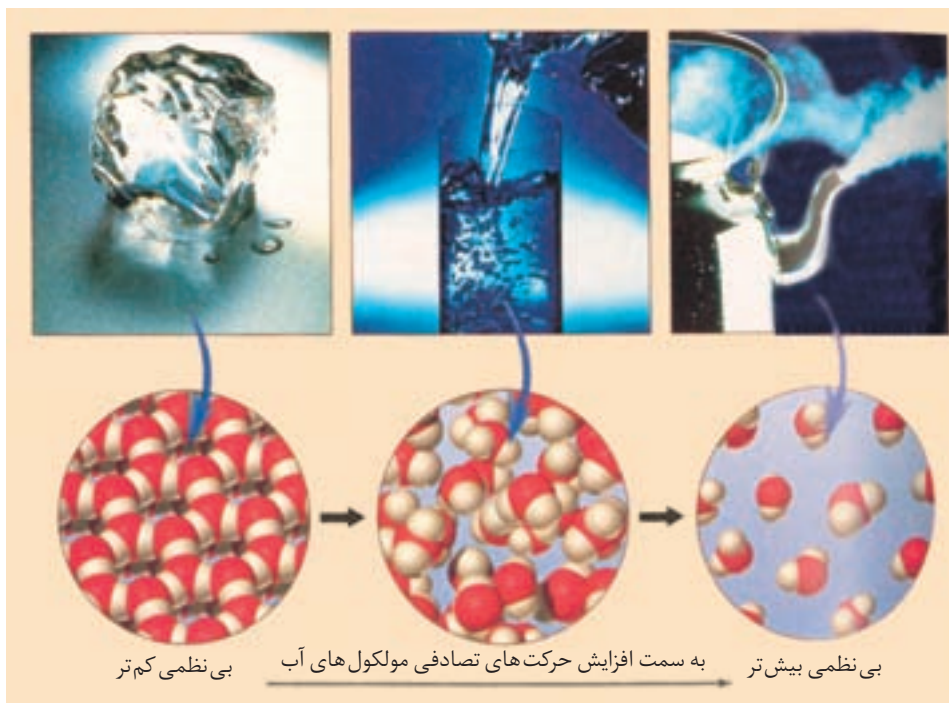 بی‌نظمی بیش‌تر
به سمت افزایش حرکت‌های تصادفی مولکول‌های آب
بی‌نظمی کم‌تر